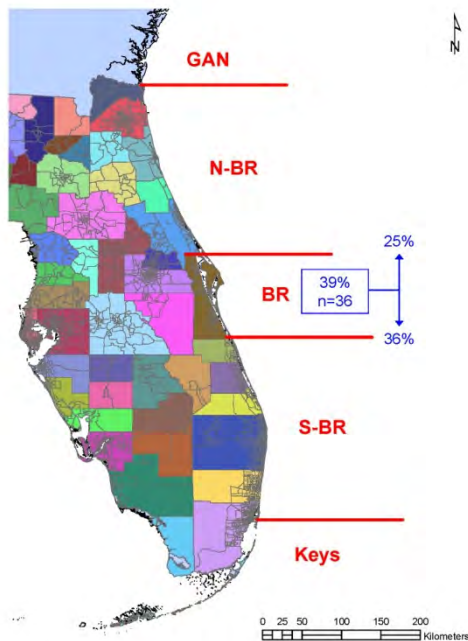 N
GAN
N-BR
25%
BR
39%
n=36
36%
S-BR
Keys
0 25 50 100 150 200
Kilometers